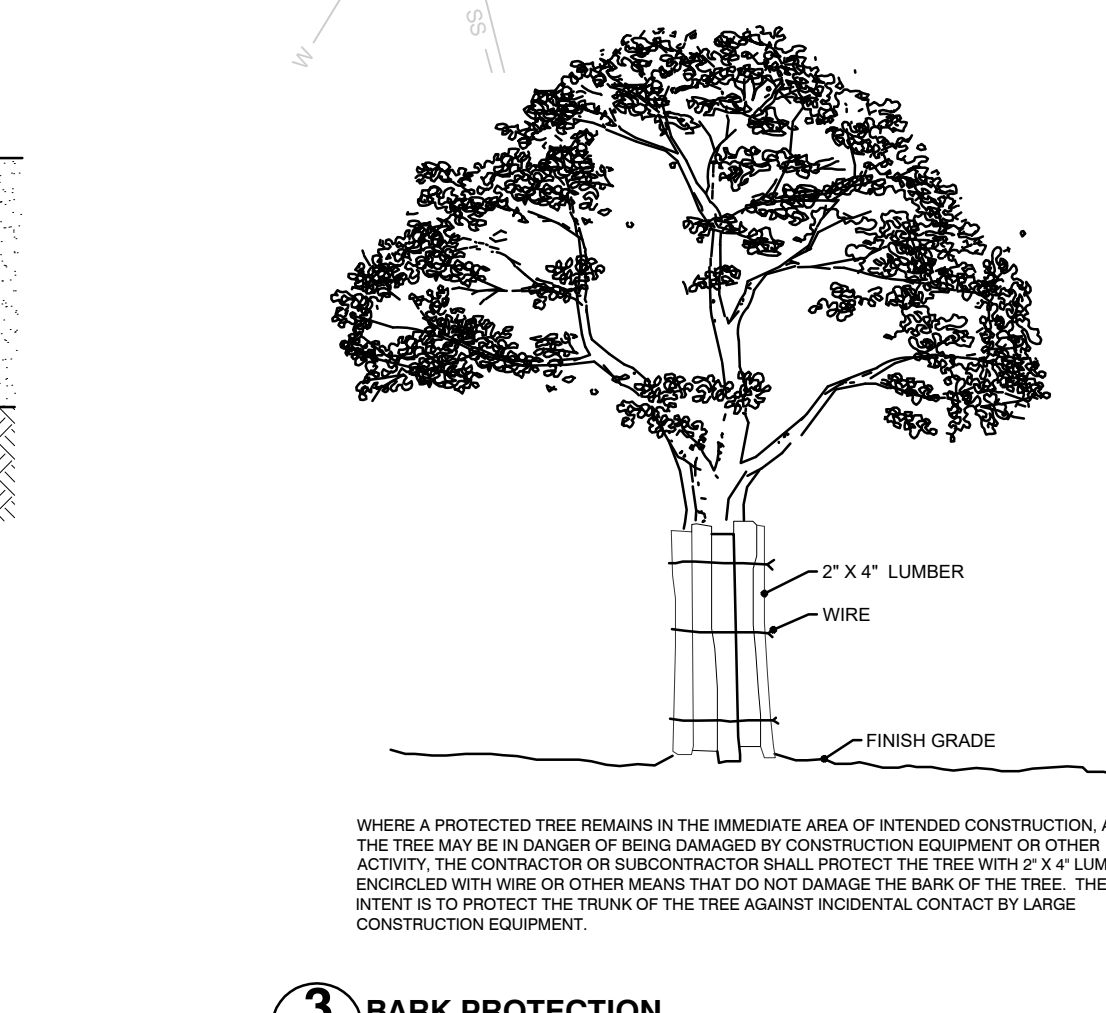 W
SS
2" X 4" LUMBER
WIRE
FINISH GRADE
WHERE A PROTECTED TREE REMAINS IN THE IMMEDIATE AREA OF INTENDED CONSTRUCTION,
THE TREE MAY BE IN DANGER OF BEING DAMAGED BY CONSTRUCTION EQUIPMENT OR OTHER
ACTIVITY, THE CONTRACTOR OR SUBCONTRACTOR SHALL PROTECT THE TREE WITH 2" X 4"
ENCIRCLED WITH WIRE OR OTHER MEANS THAT DO NOT DAMAGE THE BARK OF THE TREE. THE
INTENT IS TO PROTECT THE TRUNK OF THE TREE AGAINST INCIDENTAL CONTACT BY LARGE
CONSTRUCTION EQUIPMENT.
3 BARK PROTECTION